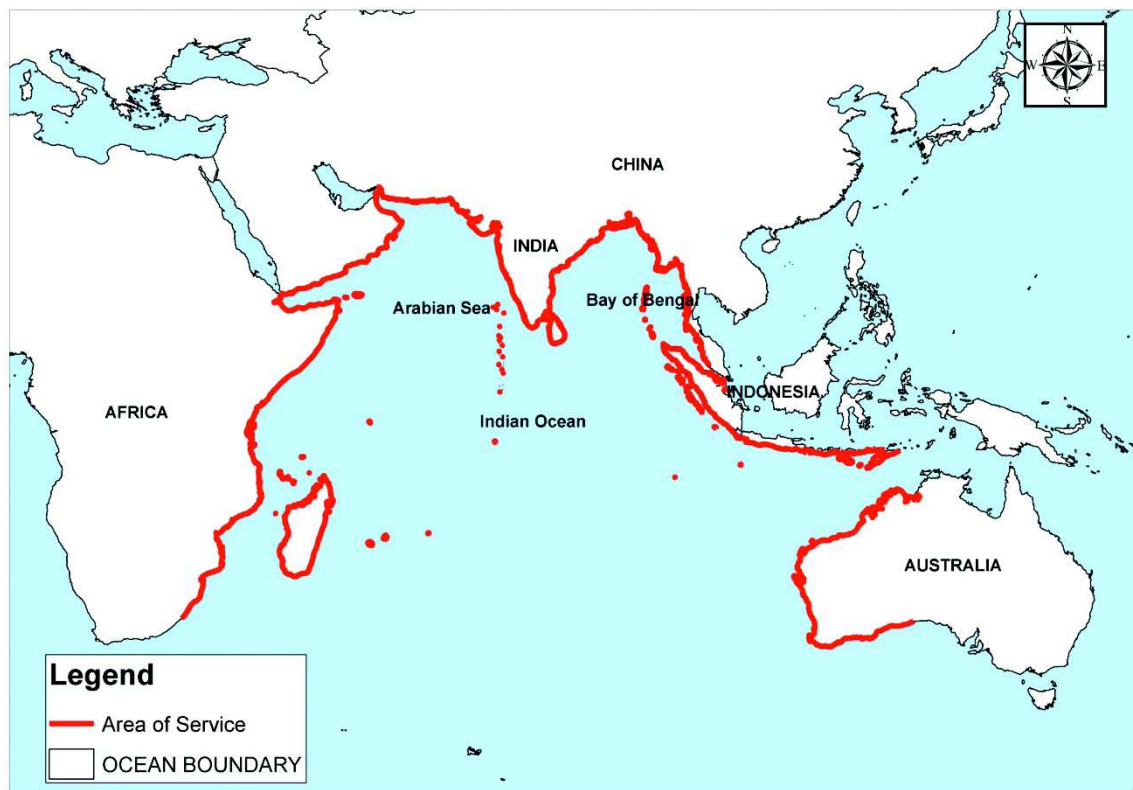 N
W E
S
CHINA
INDIA
Arabian Sea
Bay of Bengal
INDONESIA
AFRICA
Indian Ocean
AUSTRALIA
Legend
Area of Service
OCEAN BOUNDARY